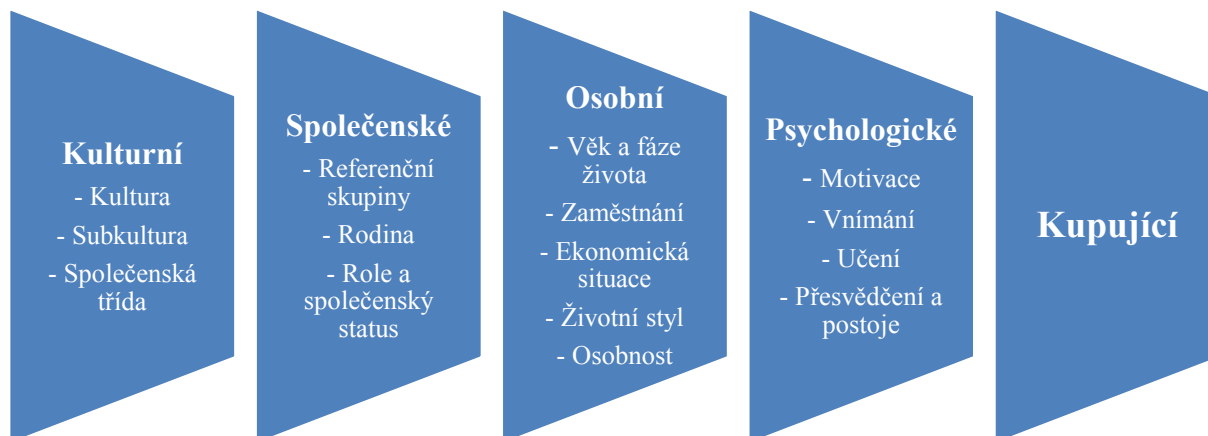 Kulturní
- Kultura
- Subkultura
- Společenská
třída
Společenské
- Referenční
skupiny
- Rodina
- Role a
společenský
status
Osobní
- Věk a fáze
života
- Zaměstnání
- Ekonomická
situace
- Životní styl
- Osobnost
Psychologické
- Motivace
- Vnímání
- Učení
- Přesvědčení a
postoje
Kupující